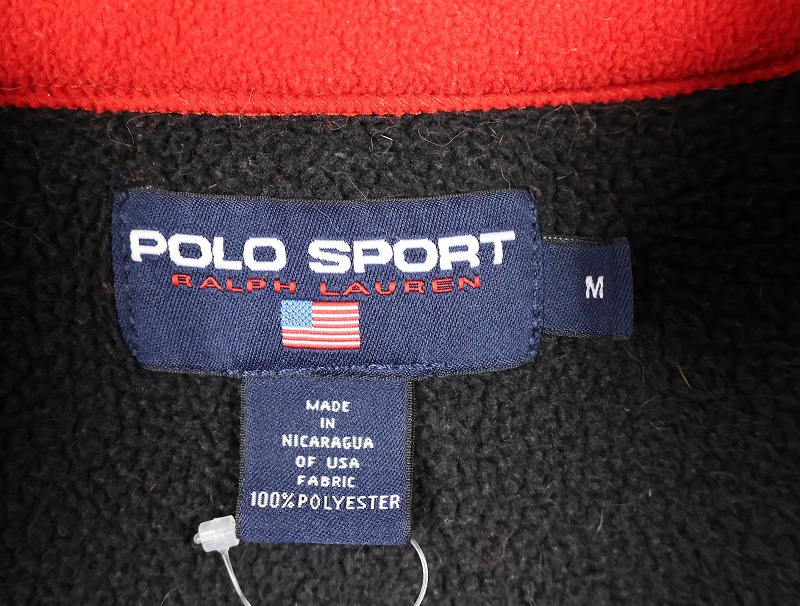 POLO SPORT
RALPH LAUREN
M
MADE
IN
NICARAGUA
OF USA
FABRIC
100%POLYESTER